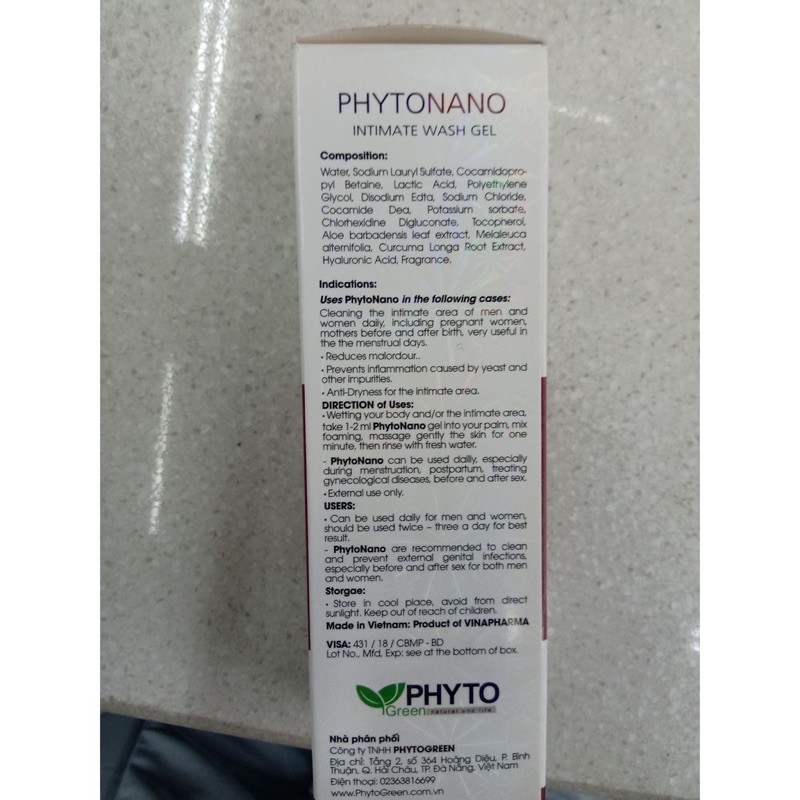 PHYTONANO
INTIMATE WASH GEL
Composition:
Water, Sodium Lauryl Sulfate, Cocamidopro-
pyl Betaine, Lactic Acid, Polyethylene
Glycol, Disodium Edta, Sodium Chloride,
Cocamide Dea, Potassium sorbate,
Chlorhexidine Digluconate, Tocopherol,
Aloe barbadensis leaf extract, Melaleuca
alternifolia, Curcuma Longa Root Extract,
Hyaluronic Acid, Fragrance.
Indications:
Uses PhytoNano in the following cases:
Cleaning the intimate area of men and
women daily, including pregnant women,
mothers before and after birth, very useful in
the the menstrual days.
• Reduces malordour..
• Prevents inflammation caused by yeast and
other impurities.
• Anti-Dryness for the intimate area.
DIRECTION of Uses:
• Wetting your body and/or the intimate area,
take 1-2 ml PhytoNano gel into your palm, mix
foaming, massage gently the skin for one
minute, then rinse with fresh water.
- PhytoNano can be used dailly, especially
during menstruation, postpartum, treating
gynecological diseases, before and after sex.
• External use only.
USERS:
• Can be used daily for men and women,
should be used twice – three a day for best
result.
- PhytoNano are recommended to clean
and prevent external genital infections,
especially before and after sex for both men
and women.
Storgae:
• Store in cool place, avoid from direct
sunlight. Keep out of reach of children.
Made in Vietnam: Product of VINAPHARMA
VISA: 431 / 18 / CBMP - BD
Lot No., Mfd, Exp: see at the bottom of box.
PHYTO
Green natural and life
Nhà phân phối
Công ty TNHH PHYTOGREEN
Địa chỉ: Tầng 2, số 364 Hoàng Diệu, P. Bình
Thuận, Q. Hải Châu, TP. Đà Nẵng. Việt Nam
Điện thoại: 02363816699
www.PhytoGreen.com.vn